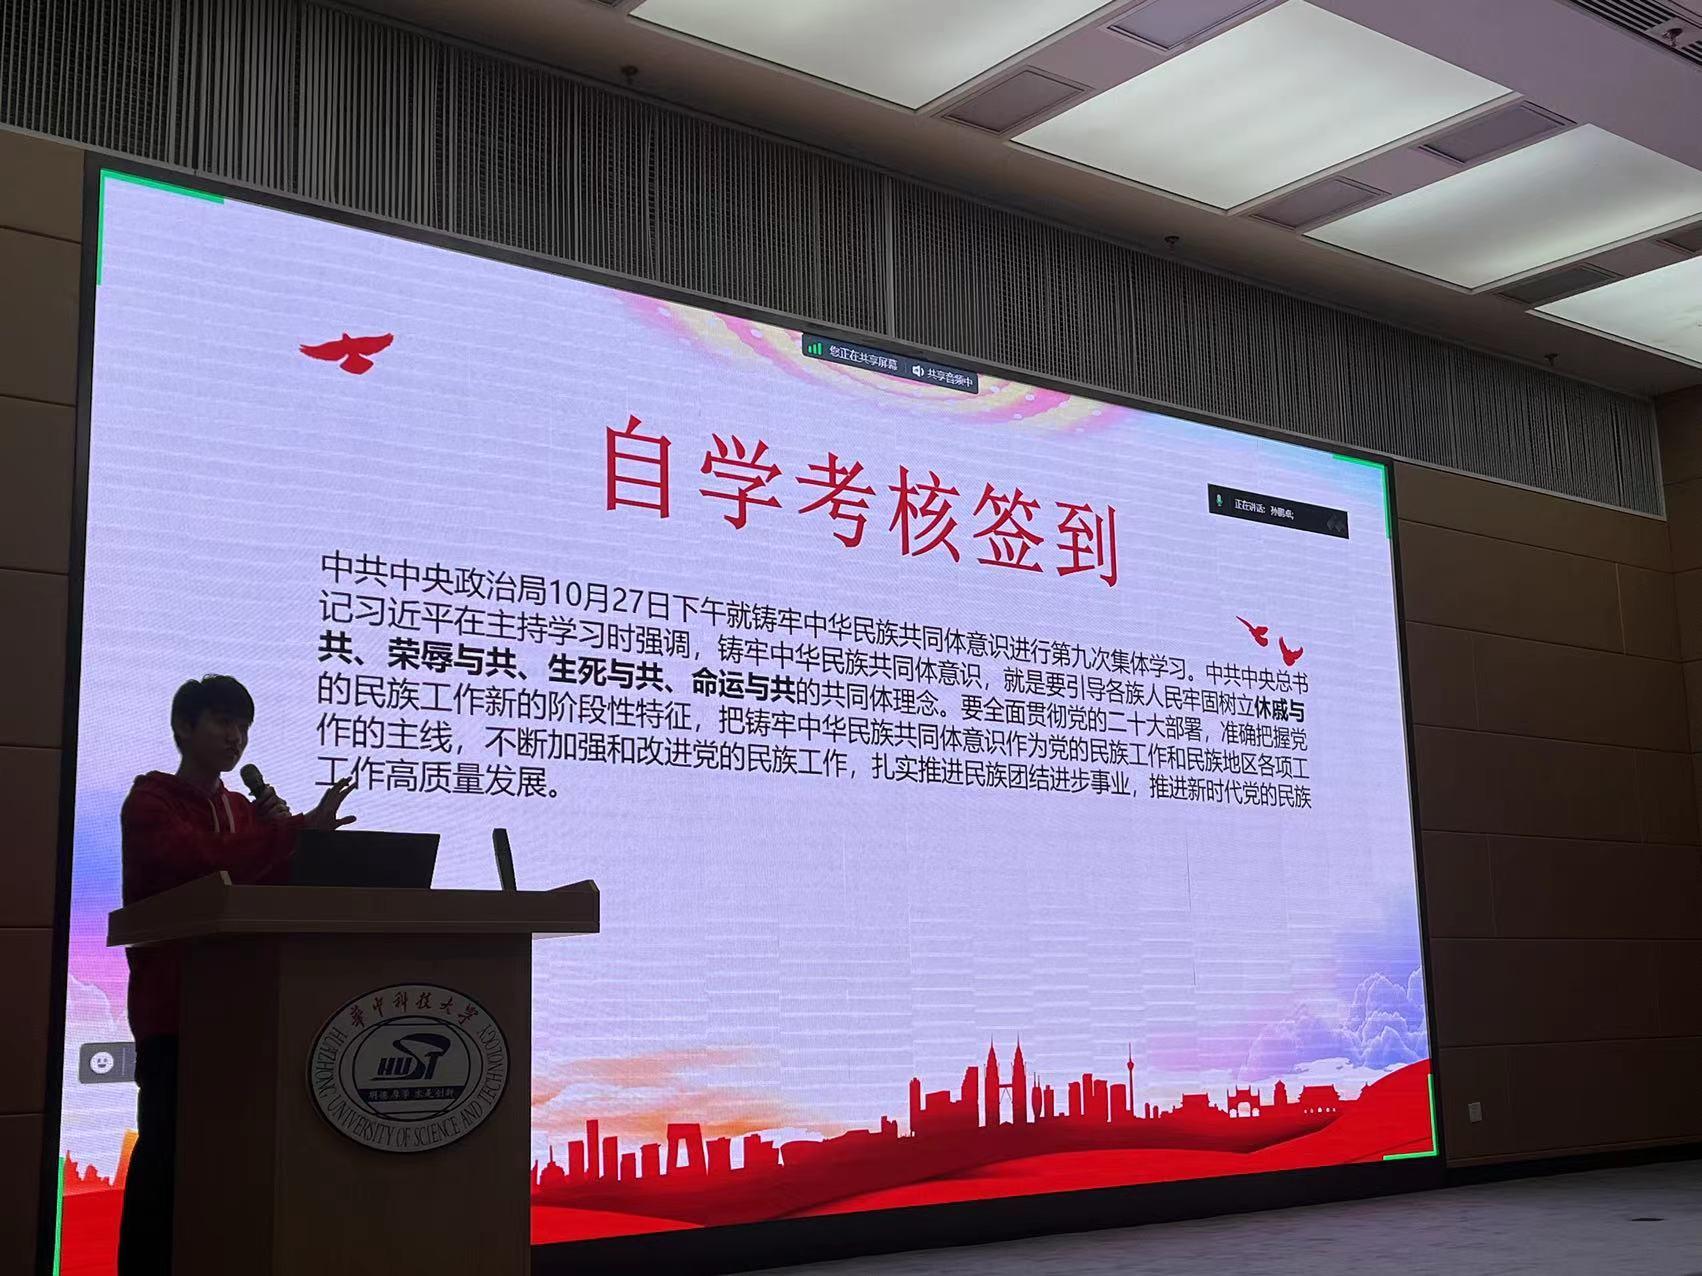 您正在共享屏幕
共享音频中
自学考核签到
正在讲话: 孙鹏卓;
中共中央政治局10月27日下午就铸牢中华民族共同体意识进行第九次集体学习。中共中央总书
记习近平在主持学习时强调，铸牢中华民族共同体意识，就是要引导各族人民牢固树立休戚与
共、荣辱与共、生死与共、命运与共的共同体理念。要全面贯彻党的二十大部署，准确把握党
的民族工作新的阶段性特征，把铸牢中华民族共同体意识作为党的民族工作和民族地区各项工
作的主线，不断加强和改进党的民族工作，扎实推进民族团结进步事业，推进新时代党的民族
工作高质量发展。
華中科技大学
HUST
明德 厚学 求是 创新
HUAZHONG UNIVERSITY OF SCIENCE AND TECHNOLOGY